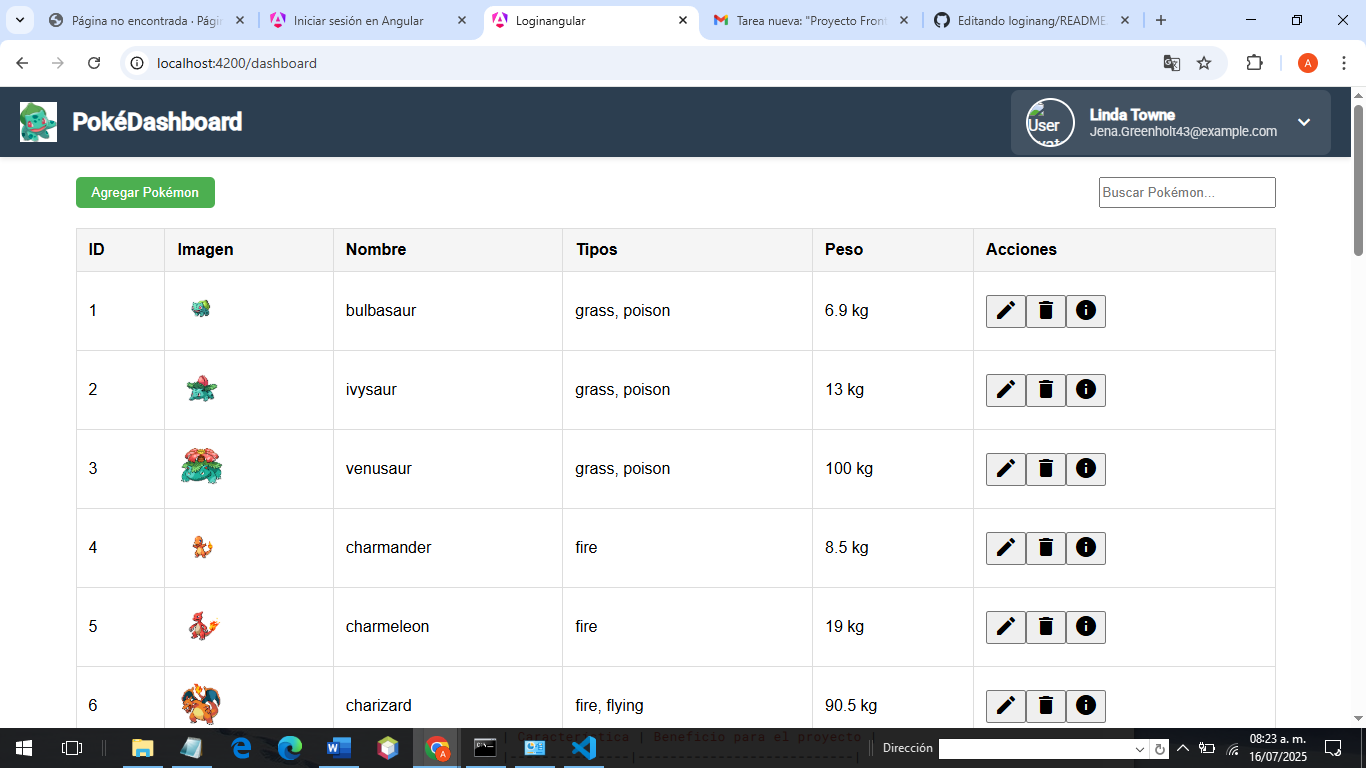 Página no encontrada · Pági
Iniciar sesión en Angular
Loginangular
Tarea nueva: "Proyecto Fron
Editando loginang/README
localhost:4200/dashboard
A
PokéDashboard
User
Linda Towne
Jena.Greenholt43@example.com
Agregar Pokémon
Buscar Pokémon...
ID Imagen Nombre Tipos Peso Acciones
1 bulbasaur grass, poison 6.9 kg
2 ivysaur grass, poison 13 kg
3 venusaur grass, poison 100 kg
4 charmander fire 8.5 kg
5 charmeleon fire 19 kg
6 charizard fire, flying 90.5 kg
| Característica | Beneficio para el proyecto |
Dirección
08:23 a. m.
16/07/2025